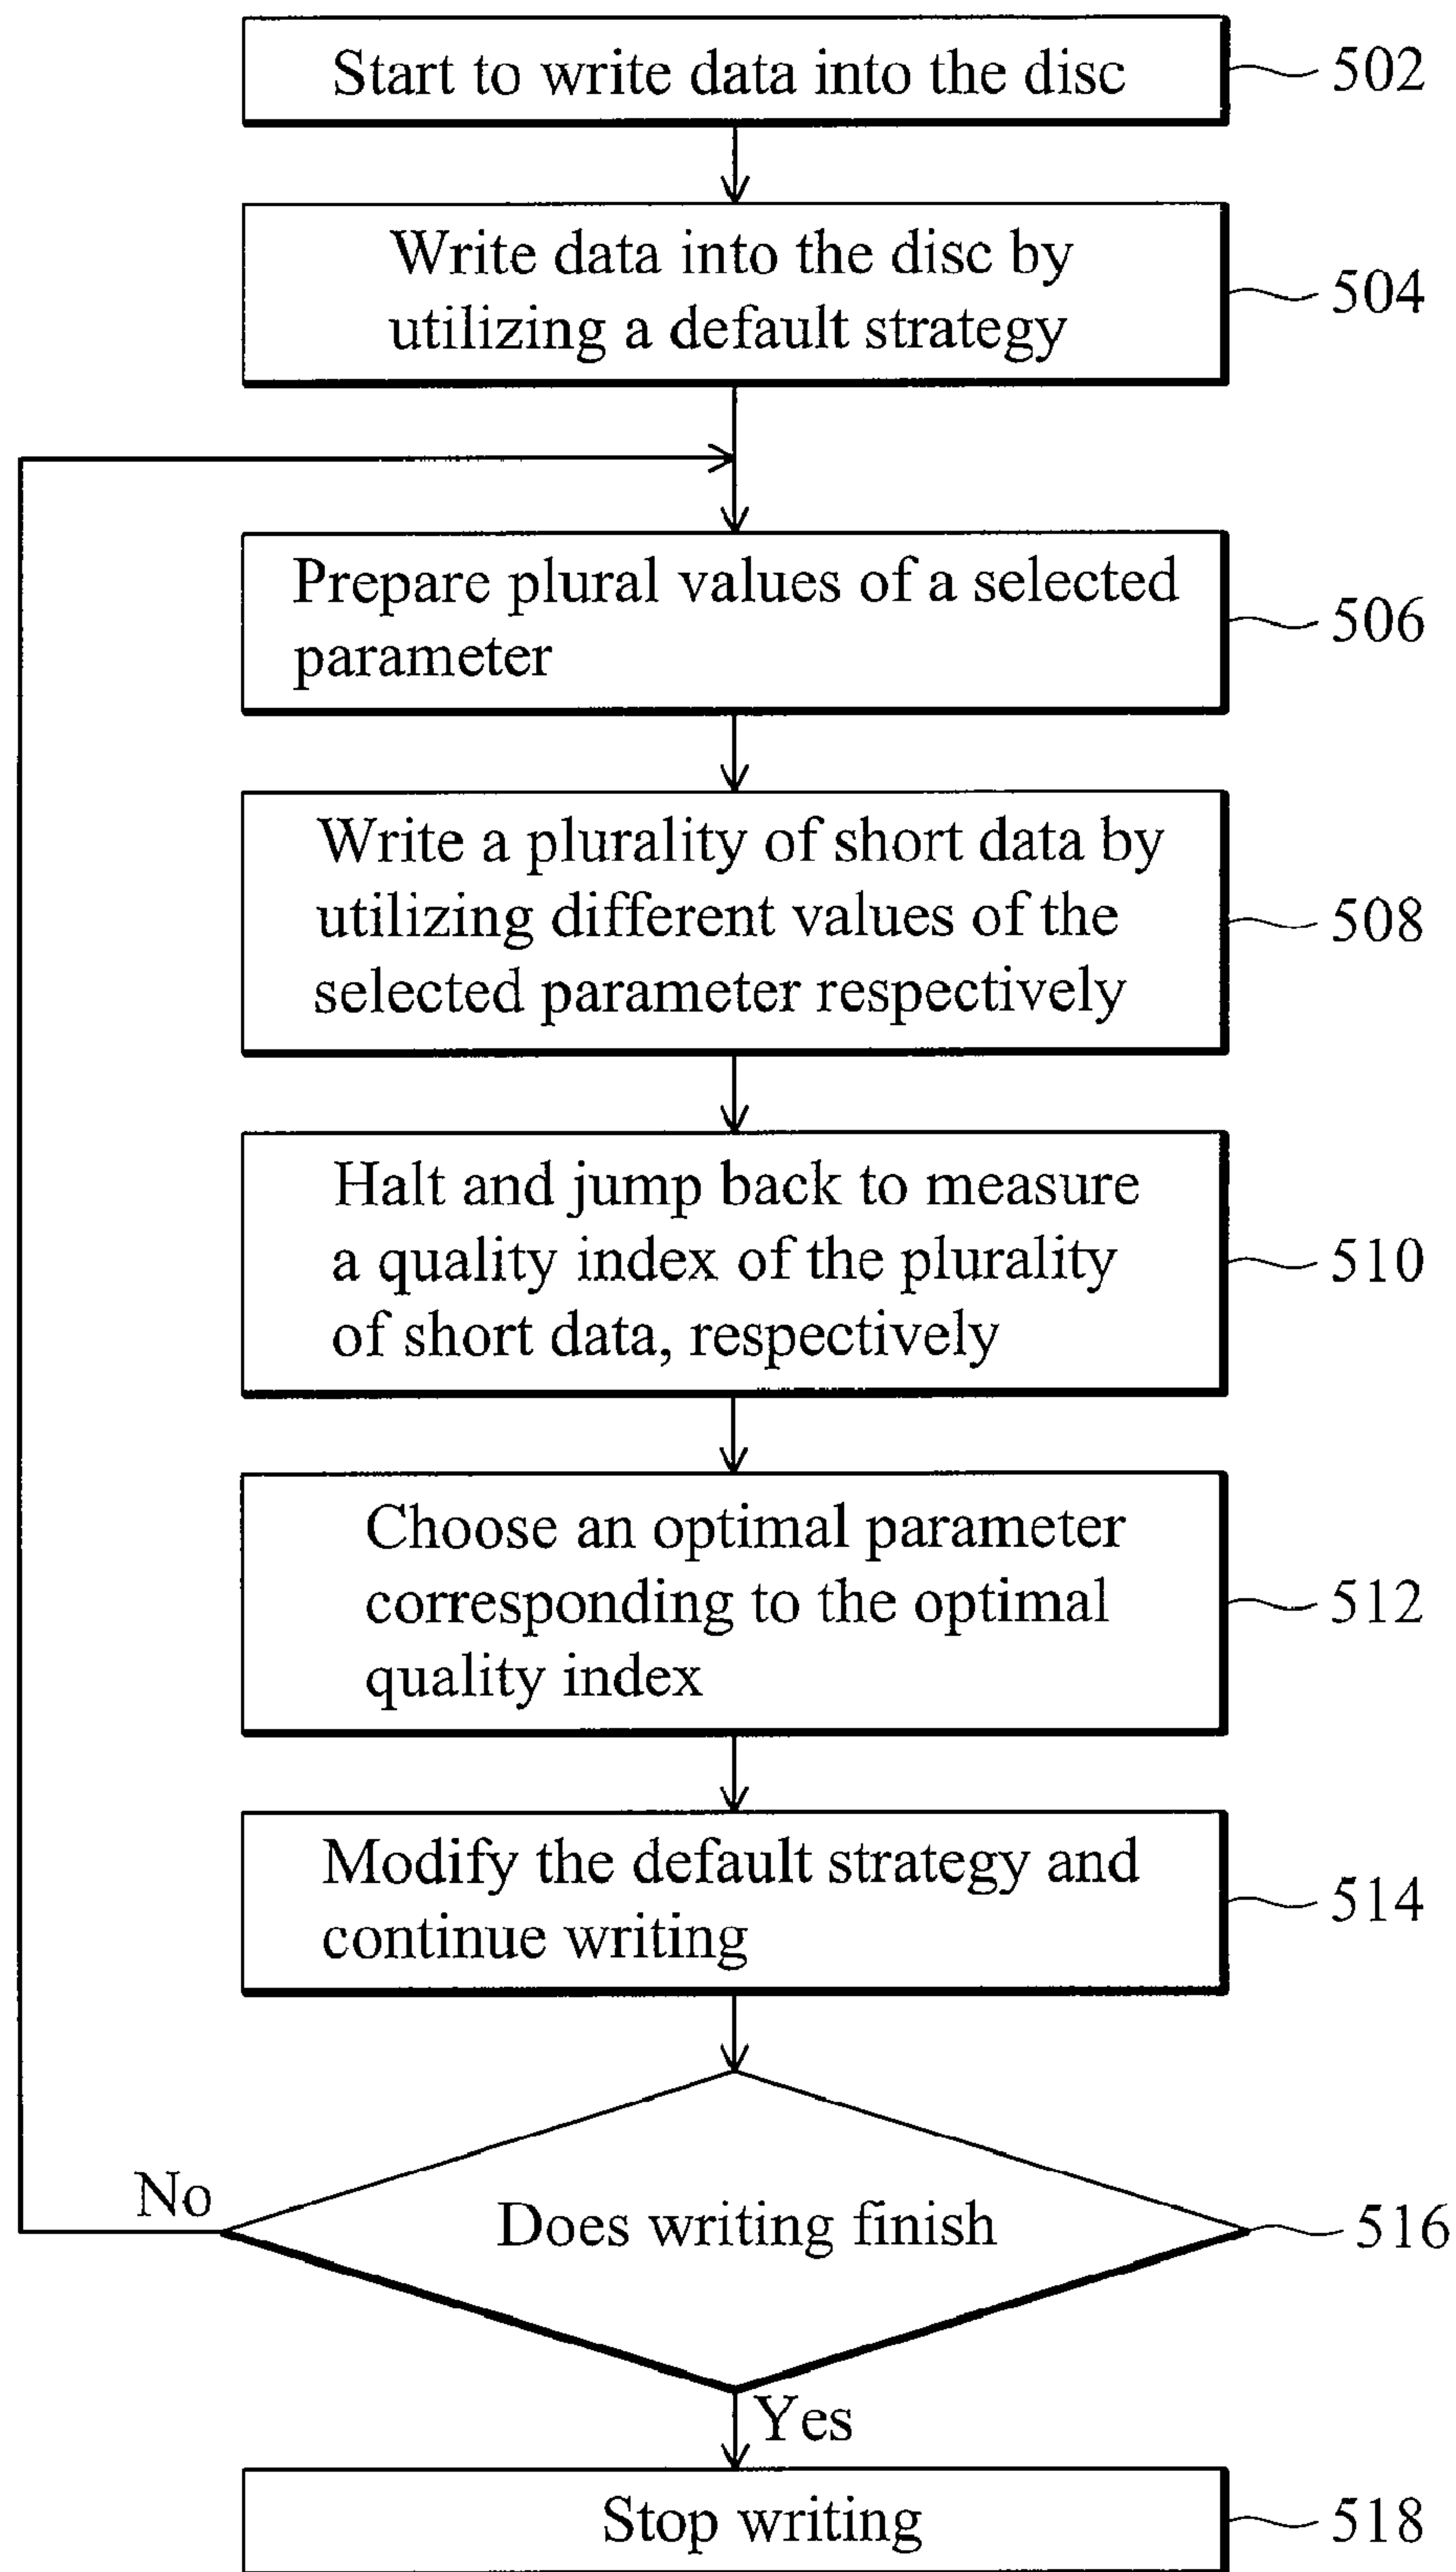 Start to write data into the disc
502
Write data into the disc by
utilizing a default strategy
504
Prepare plural values of a selected
parameter
506
Write a plurality of short data by
utilizing different values of the
selected parameter respectively
508
Halt and jump back to measure
a quality index of the plurality
of short data, respectively
510
Choose an optimal parameter
corresponding to the optimal
quality index
512
Modify the default strategy and
continue writing
514
No
Does writing finish
516
Yes
Stop writing
518